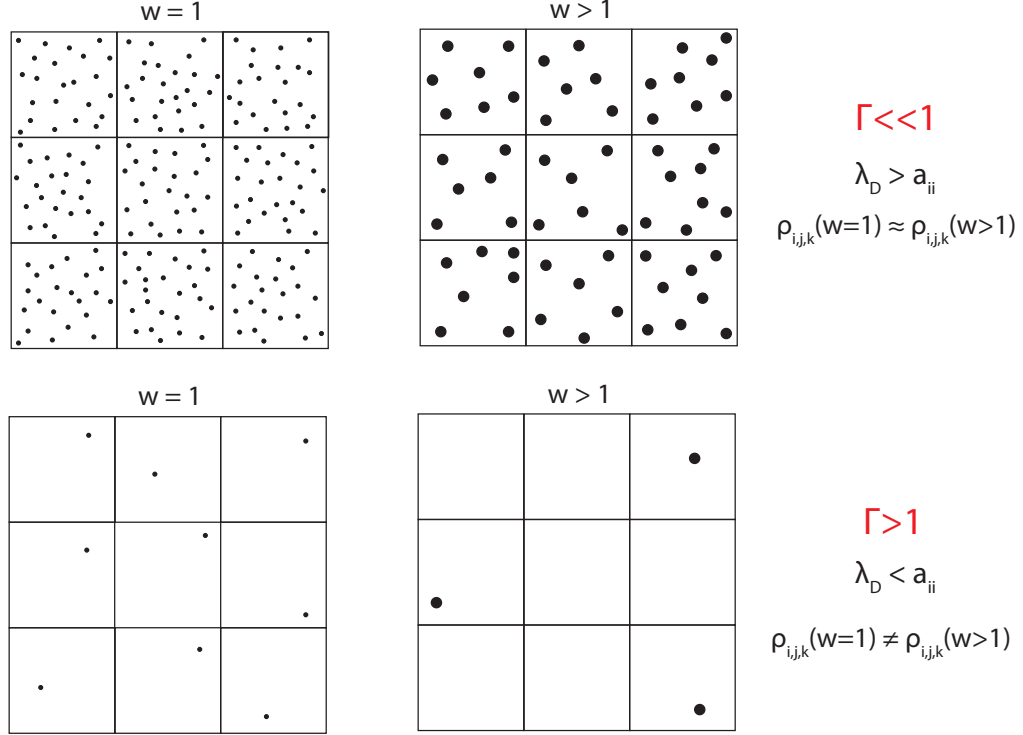 w = 1
w > 1
Γ<<1
λ_D > a_ii
ρ_i,j,k(w=1) ≈ ρ_i,j,k(w>1)
w = 1
w > 1
Γ>1
λ_D < a_ii
ρ_i,j,k(w=1) ≠ ρ_i,j,k(w>1)